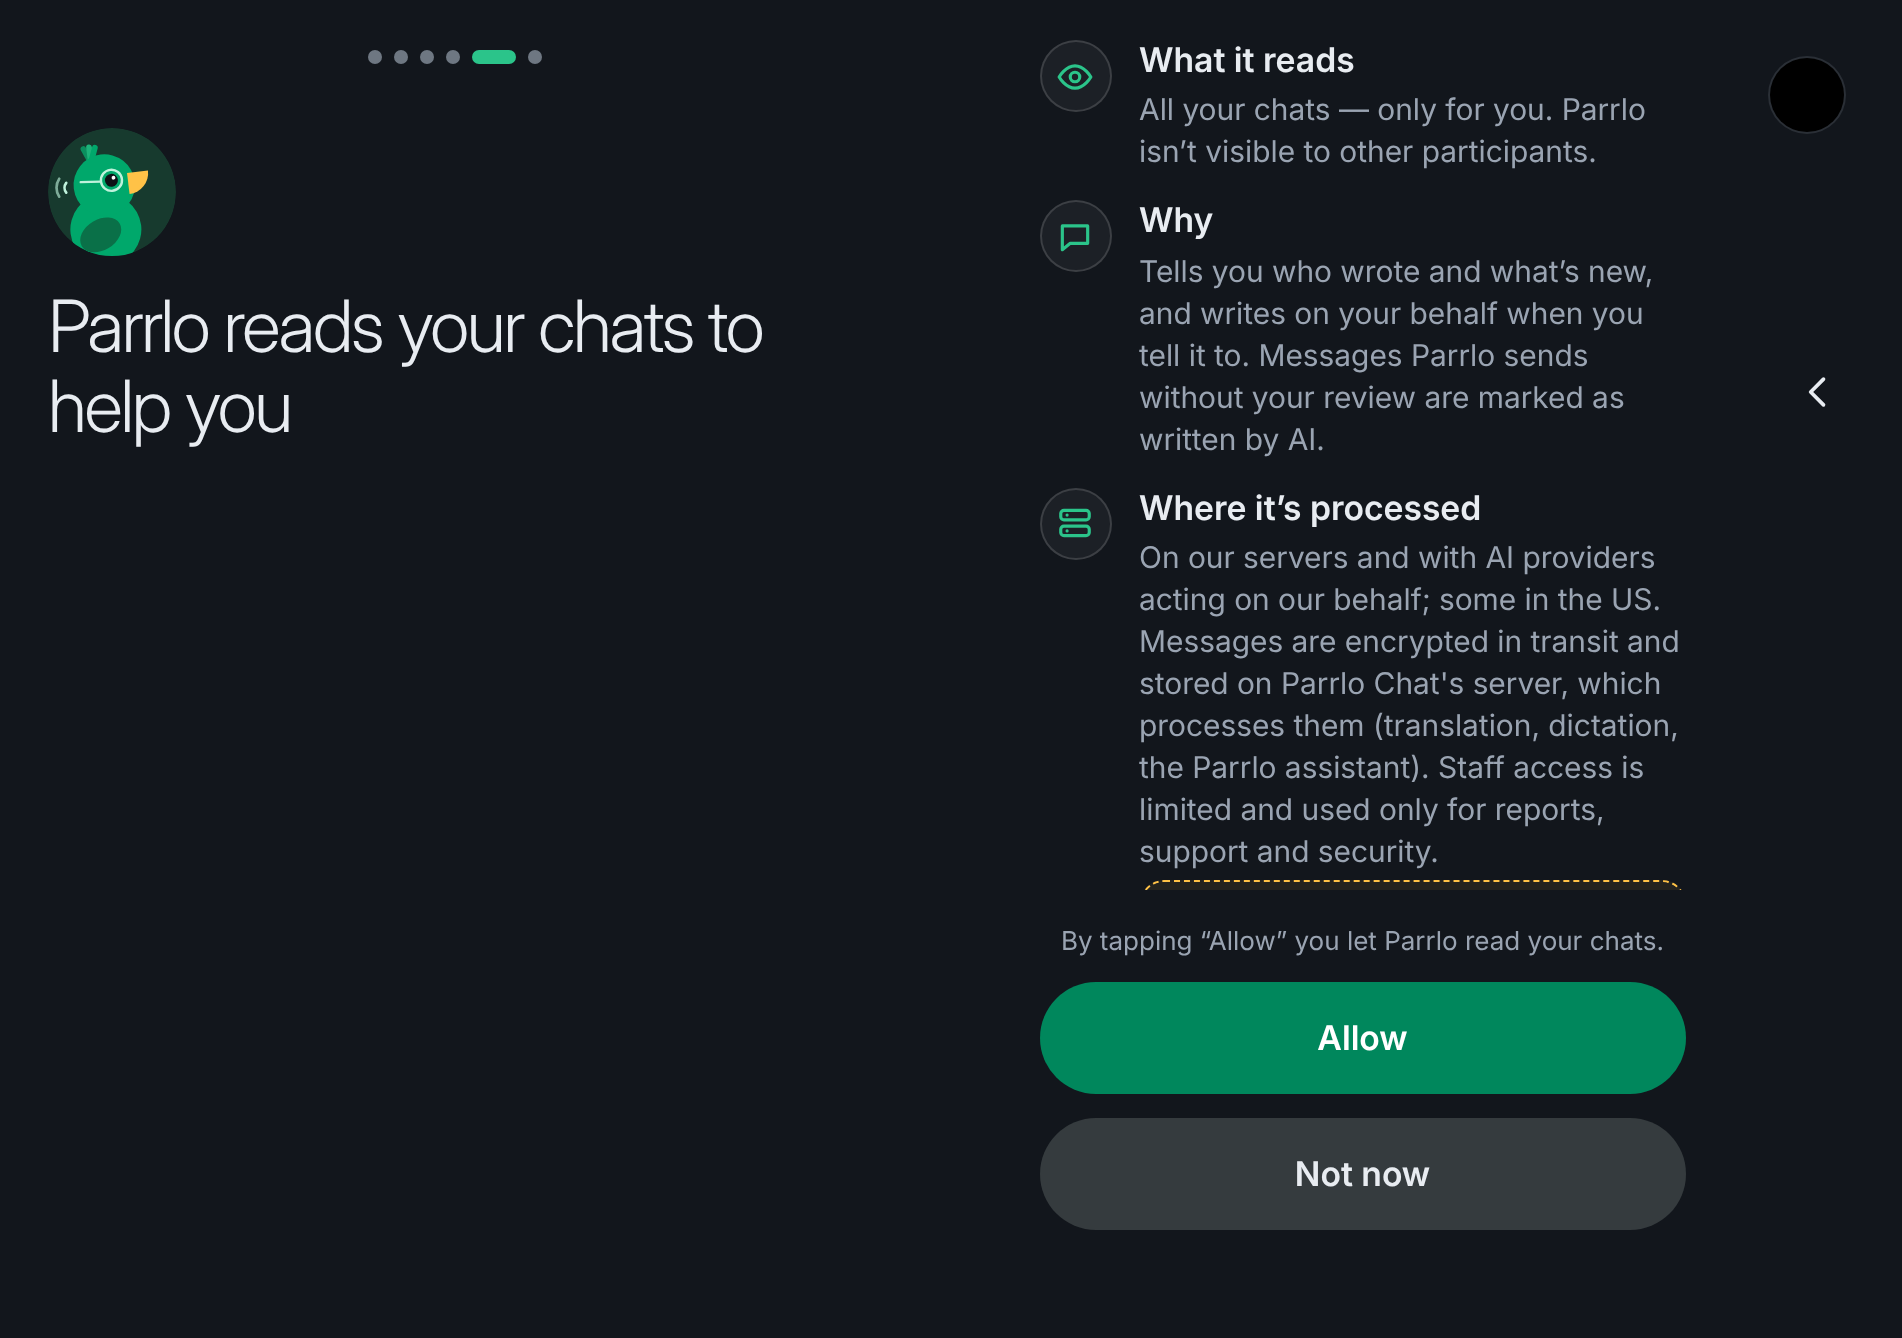 Parrlo reads your chats to
help you
What it reads
All your chats — only for you. Parrlo
isn’t visible to other participants.
Why
Tells you who wrote and what’s new,
and writes on your behalf when you
tell it to. Messages Parrlo sends
without your review are marked as
written by AI.
Where it’s processed
On our servers and with AI providers
acting on our behalf; some in the US.
Messages are encrypted in transit and
stored on Parrlo Chat's server, which
processes them (translation, dictation,
the Parrlo assistant). Staff access is
limited and used only for reports,
support and security.
By tapping “Allow” you let Parrlo read your chats.
Allow
Not now